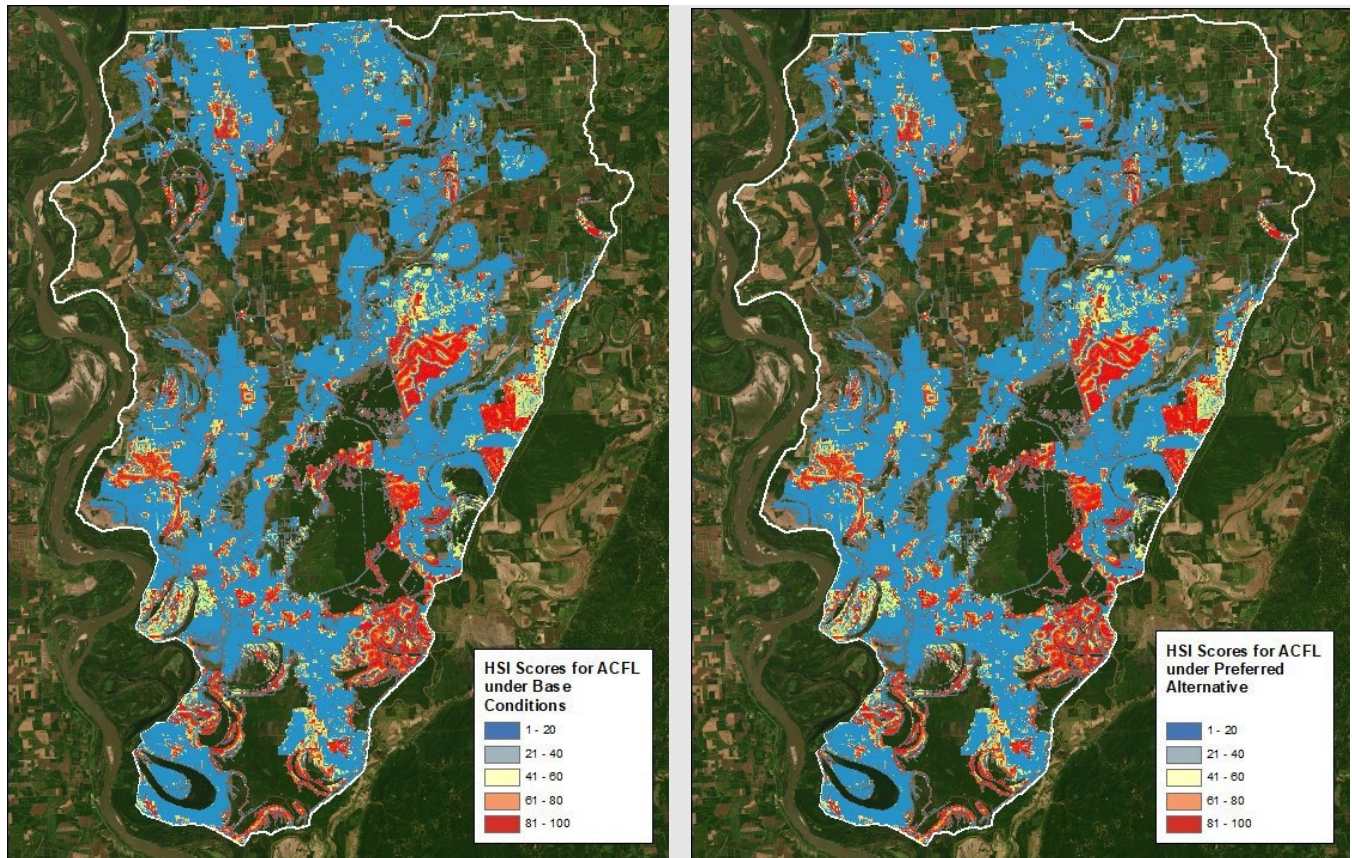 HSI Scores for ACFL
under Base
Conditions
1 - 20
21 - 40
41 - 60
61 - 80
81 - 100
HSI Scores for ACFL
under Preferred
Alternative
1 - 20
21 - 40
41 - 60
61 - 80
81 - 100